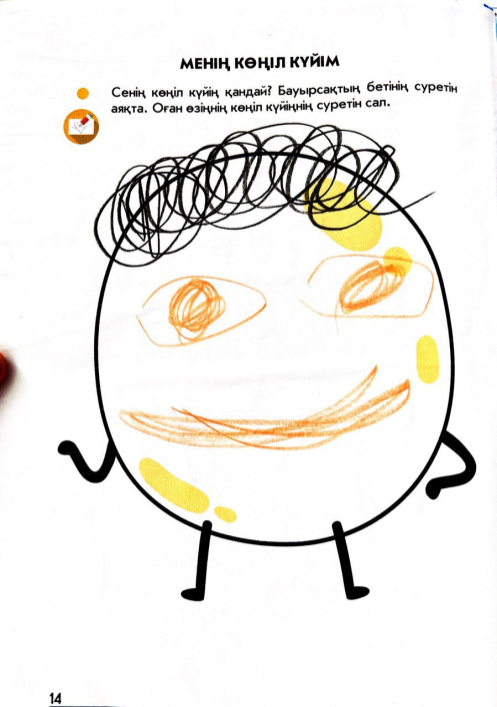 МЕНІҢ КӨҢІЛ КҮЙІМ
Сенің көңіл күйің қандай? Бауырсақтың бетінің суретін
аяқта. Оған өзіңнің көңіл күйіңнің суретін сал.
14